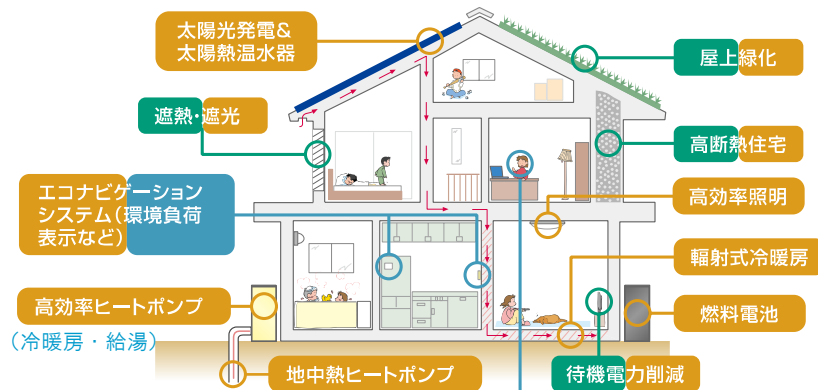 太陽光発電&
太陽熱温水器
屋上緑化
遮熱・遮光
高断熱住宅
エコナビゲーション
システム(環境負荷
表示など)
高効率照明
輻射式冷暖房
高効率ヒートポンプ
(冷暖房・給湯)
燃料電池
地中熱ヒートポンプ
待機電力削減